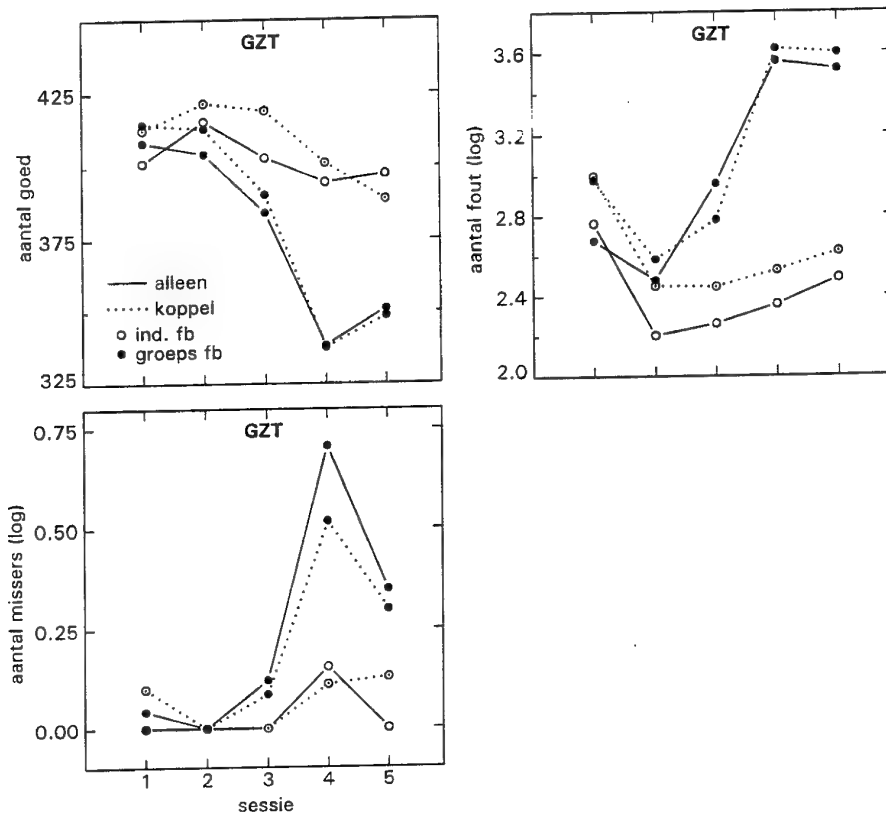 GZT
425
375
325
aantal goed
alleen
koppel
ind. fb
groeps fb
GZT
3.6
3.2
2.8
2.4
2.0
aantal fout (log)
GZT
0.75
0.50
0.25
0.00
aantal missers (log)
1 2 3 4 5
sessie